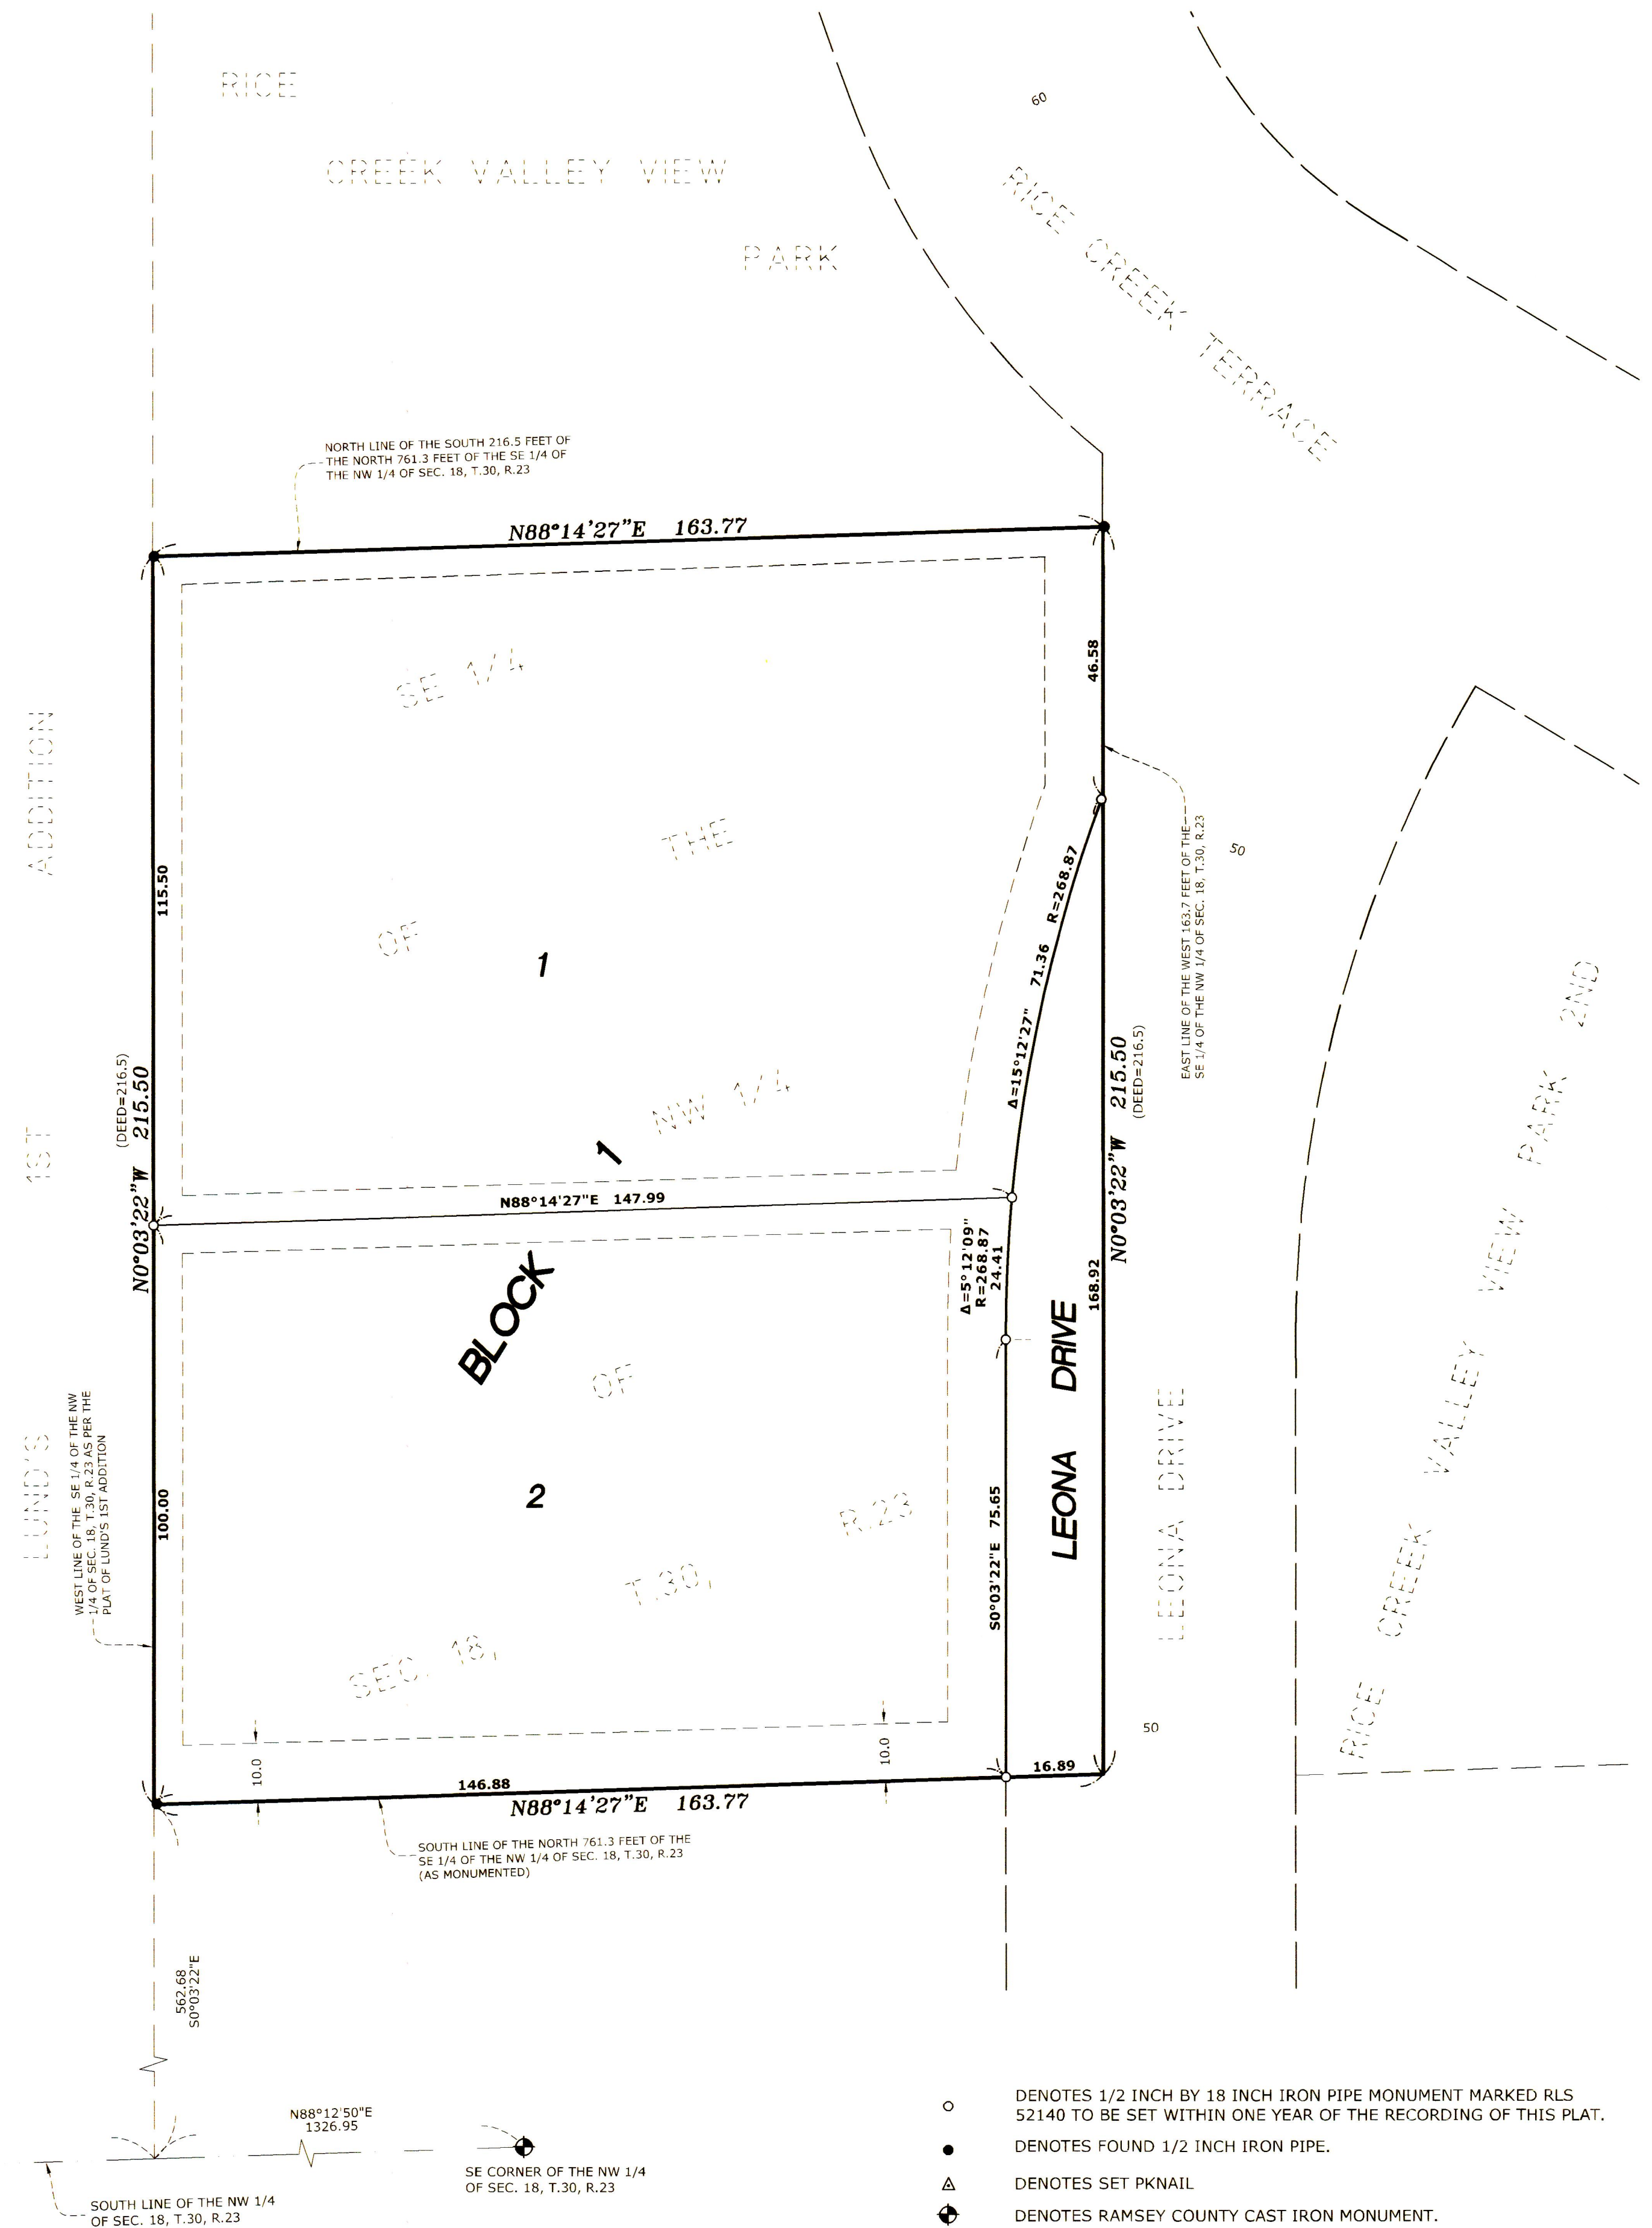 RICE
CREEK VALLEY VIEW
PARK
60
RICE CREEK TERRACE
NORTH LINE OF THE SOUTH 216.5 FEET OF
THE NORTH 761.3 FEET OF THE SE 1/4 OF
THE NW 1/4 OF SEC. 18, T.30, R.23
N88°14'27"E 163.77
SE 1/4
46.58
ADDITION
THE
115.50
OF
1
Δ=15°12'27" 71.36 R=268.87
EAST LINE OF THE WEST 163.7 FEET OF THE
SE 1/4 OF THE NW 1/4 OF SEC. 18, T.30, R.23
50
(DEED=216.5)
N0°03'22"W 215.50
NW 1/4
1
N0°03'22"W 215.50
(DEED=216.5)
1ST
N88°14'27"E 147.99
Δ=5°12'09"
R=268.87
24.41
168.92
BLOCK
OF
RICE CREEK VALLEY VIEW PARK 2ND
LUND'S
WEST LINE OF THE SE 1/4 OF THE NW
1/4 OF SEC. 18, T.30, R.23 AS PER THE
PLAT OF LUND'S 1ST ADDITION
100.00
2
R.23
T.30,
SEC. 18,
S0°03'22"E 75.65
LEONA DRIVE
LEONA DRIVE
50
10.0
10.0
146.88
16.89
N88°14'27"E 163.77
SOUTH LINE OF THE NORTH 761.3 FEET OF THE
SE 1/4 OF THE NW 1/4 OF SEC. 18, T.30, R.23
(AS MONUMENTED)
562.68
S0°03'22"E
N88°12'50"E
1326.95
SE CORNER OF THE NW 1/4
OF SEC. 18, T.30, R.23
SOUTH LINE OF THE NW 1/4
OF SEC. 18, T.30, R.23
DENOTES 1/2 INCH BY 18 INCH IRON PIPE MONUMENT MARKED RLS
52140 TO BE SET WITHIN ONE YEAR OF THE RECORDING OF THIS PLAT.
DENOTES FOUND 1/2 INCH IRON PIPE.
DENOTES SET PKNAIL
DENOTES RAMSEY COUNTY CAST IRON MONUMENT.